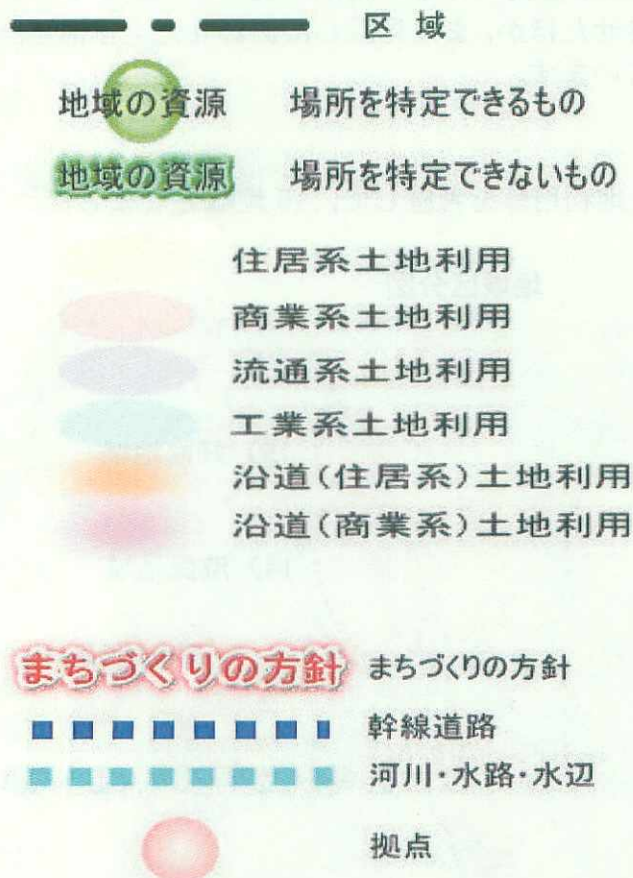 区域
地域の資源 場所を特定できるもの
地域の資源 場所を特定できないもの
住居系土地利用
商業系土地利用
流通系土地利用
工業系土地利用
沿道(住居系)土地利用
沿道(商業系)土地利用
まちづくりの方針 まちづくりの方針
幹線道路
河川・水路・水辺
拠点